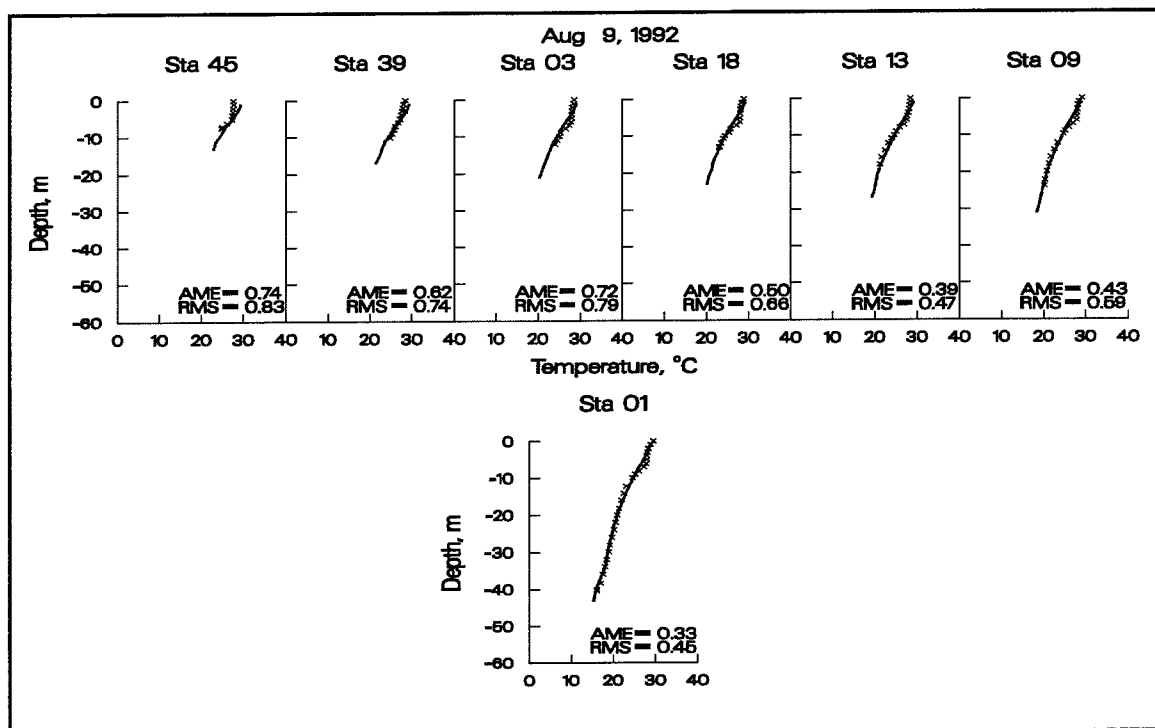 Aug 9, 1992
Sta 45 Sta 39 Sta 03 Sta 18 Sta 13 Sta 09
0
-10
-20
-30
-40
-50
-60
Depth, m
AME= 0.74 AME= 0.62 AME= 0.72 AME= 0.50 AME= 0.39 AME= 0.43
RMS= 0.83 RMS= 0.74 RMS= 0.79 RMS= 0.66 RMS= 0.47 RMS= 0.59
0 10 20 30 40 10 20 30 40 10 20 30 40 10 20 30 40 10 20 30 40 10 20 30 40
Temperature, °C
Sta 01
0
-10
-20
-30
-40
-50
-60
Depth, m
AME= 0.33
RMS= 0.45
0 10 20 30 40